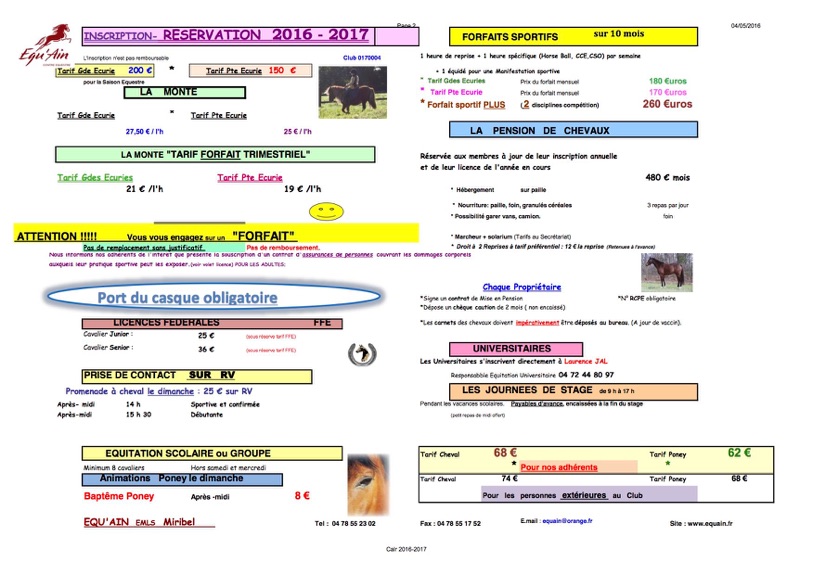 Page 2
04/05/2016
Equ'Ain
INSCRIPTION- RESERVATION 2016 - 2017
L'inscription n'est pas remboursable
Club 0170004
Tarif Gde Ecurie 200 € * Tarif Pte Ecurie 150 €
pour la Saison Equestre
LA MONTE
Tarif Gde Ecurie * Tarif Pte Ecurie
27,50 € / l'h 25 € / l'h
LA MONTE "TARIF FORFAIT TRIMESTRIEL"
Tarif Gdes Ecuries Tarif Pte Ecurie
21 € /l'h 19 € /l'h
ATTENTION !!!!! Vous vous engagez sur un "FORFAIT"
Pas de remplacement sans justificatif. Pas de remboursement.
Nous informons nos adhérents de l'intérêt que présente la souscription d'un contrat d'assurances de personnes couvrant les dommages corporels
auxquels leur pratique sportive peut les exposer.(voir volet licence) POUR LES ADULTES;
Port du casque obligatoire
LICENCES FEDERALES FFE
Cavalier Junior : 25 € (sous réserve tarif FFE)
Cavalier Senior : 36 € (sous réserve tarif FFE)
PRISE DE CONTACT SUR RV
Promenade à cheval le dimanche : 25 € sur RV
Après- midi 14 h Sportive et confirmée
Après-midi 15 h 30 Débutante
EQUITATION SCOLAIRE ou GROUPE
Minimum 8 cavaliers Hors samedi et mercredi
Animations Poney le dimanche
Baptême Poney Après -midi 8 €
EQU'AIN EMLS Miribel Tel : 04 78 55 23 02
FORFAITS SPORTIFS sur 10 mois
1 heure de reprise + 1 heure spécifique (Horse Ball, CCE,CSO) par semaine
+ 1 équidé pour une Manifestation sportive
* Tarif Gdes Ecuries Prix du forfait mensuel 180 €uros
* Tarif Pte Ecurie Prix du forfait mensuel 170 €uros
* Forfait sportif PLUS (2 disciplines compétition) 260 €uros
LA PENSION DE CHEVAUX
Réservée aux membres à jour de leur inscription annuelle
et de leur licence de l'année en cours
480 € mois
* Hébergement sur paille
* Nourriture: paille, foin, granulés céréales 3 repas par jour
* Possibilité garer vans, camion. foin
* Marcheur + solarium (Tarifs au Secrétariat)
* Droit à 2 Reprises à tarif préférentiel : 12 € la reprise (Retenues à l'avance)
Chaque Propriétaire
*Signe un contrat de Mise en Pension *N° RCPE obligatoire
*Dépose un chèque caution de 2 mois ( non encaissé)
*Les carnets des chevaux doivent impérativement être déposés au bureau. (A jour de vaccin).
UNIVERSITAIRES
Les Universitaires s'inscrivent directement à Laurence JAL
Responsabble Equitation Universitaire 04 72 44 80 97
LES JOURNEES DE STAGE de 9 h à 17 h
Pendant les vacances scolaires. Payables d'avance, encaissées à la fin du stage
(petit repas de midi offert)
Tarif Cheval 68 € Tarif Poney 62 €
* Pour nos adhérents *
Tarif Cheval 74 € Tarif Poney 68 €
Pour les personnes extérieures au Club
Fax : 04 78 55 17 52 E.mail : equain@orange.fr Site : www.equain.fr
Cair 2016-2017